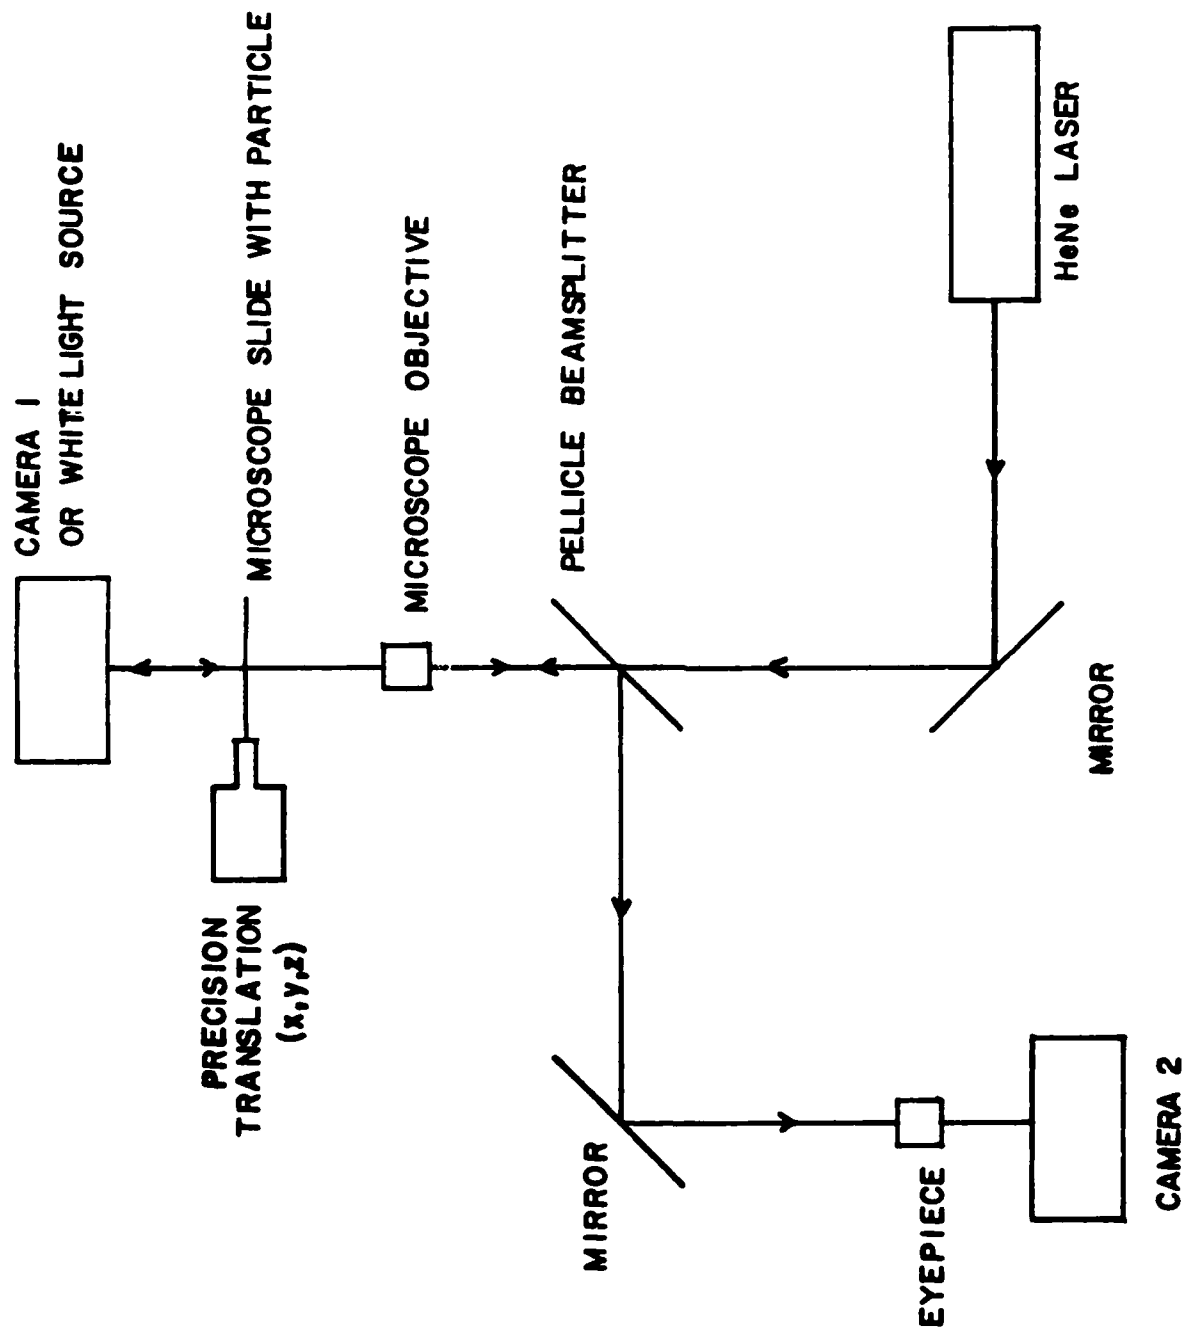 CAMERA 1
OR WHITE LIGHT SOURCE
MICROSCOPE SLIDE WITH PARTICLE
PRECISION
TRANSLATION
(x,y,z)
MICROSCOPE OBJECTIVE
PELLICLE BEAMSPLITTER
MIRROR
HeNe LASER
MIRROR
EYEPIECE
CAMERA 2